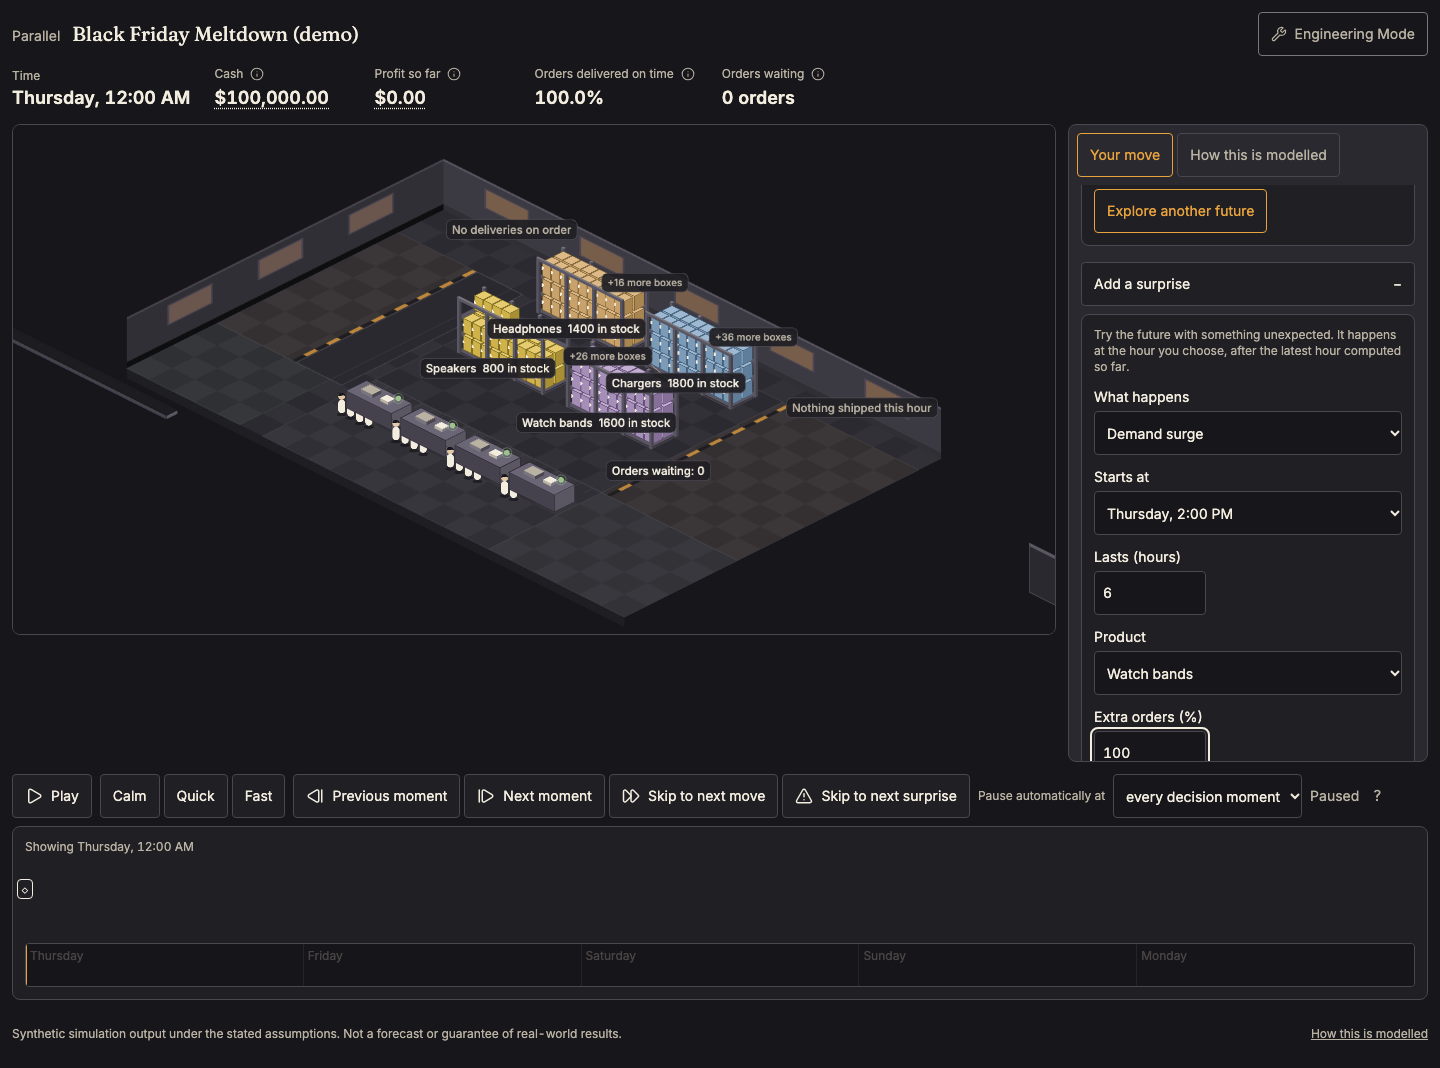 Parallel Black Friday Meltdown (demo)
Engineering Mode
Time
Thursday, 12:00 AM
Cash
$100,000.00
Profit so far
$0.00
Orders delivered on time
100.0%
Orders waiting
0 orders
No deliveries on order
+16 more boxes
Headphones 1400 in stock
+36 more boxes
+26 more boxes
Speakers 800 in stock
Chargers 1800 in stock
Nothing shipped this hour
Watch bands 1600 in stock
Orders waiting: 0
Your move
How this is modelled
Explore another future
Add a surprise −
Try the future with something unexpected. It happens
at the hour you choose, after the latest hour computed
so far.
What happens
Demand surge
Starts at
Thursday, 2:00 PM
Lasts (hours)
6
Product
Watch bands
Extra orders (%)
100
Play
Calm
Quick
Fast
Previous moment
Next moment
Skip to next move
Skip to next surprise
Pause automatically at
every decision moment
Paused
?
Showing Thursday, 12:00 AM
Thursday
Friday
Saturday
Sunday
Monday
Synthetic simulation output under the stated assumptions. Not a forecast or guarantee of real-world results.
How this is modelled